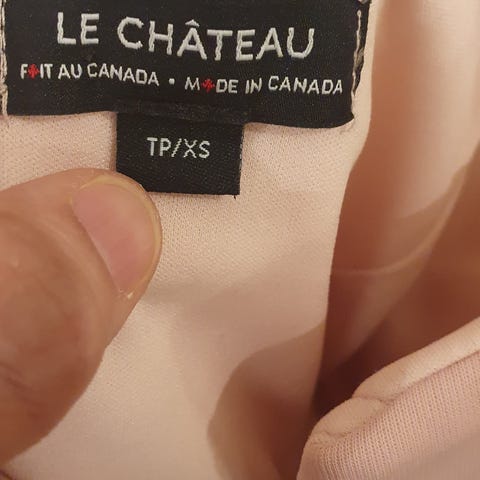 LE CHÂTEAU
FAIT AU CANADA • MADE IN CANADA
TP/XS